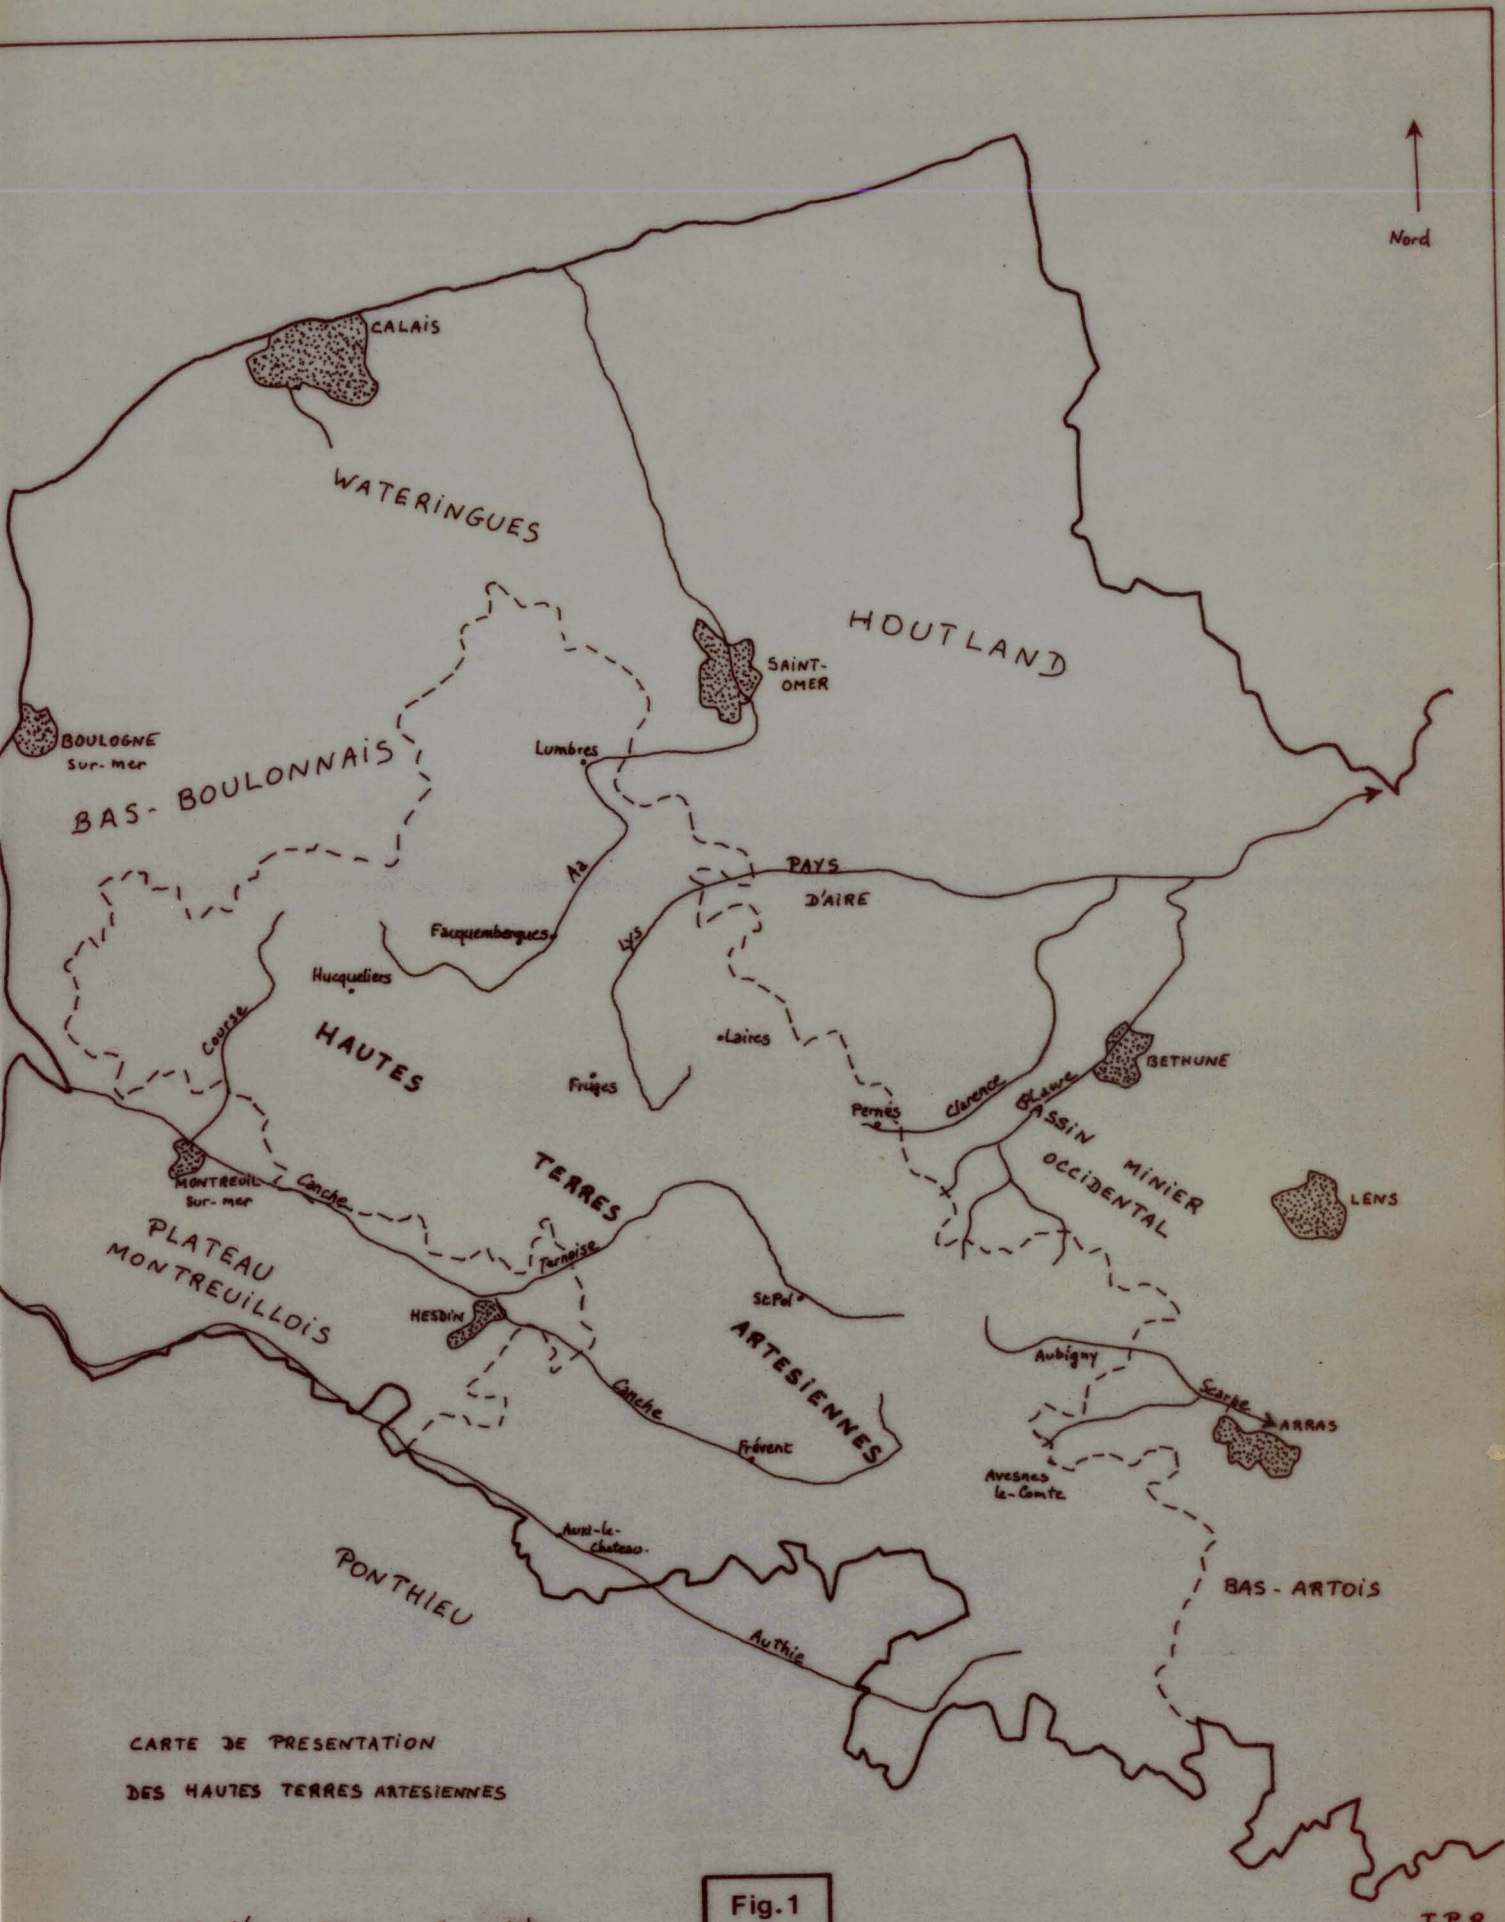 Nord
CALAIS
WATERINGUES
HOUTLAND
SAINT-
OMER
BOULOGNE
sur-mer
BAS-BOULONNAIS
Lumbres
Aa
PAYS
D'AIRE
Fauquembergues
Lys
Hucqueliers
Course
HAUTES
Laires
Fruges
BETHUNE
Pernes
Clarence
Lawe
BASSIN MINIER
OCCIDENTAL
LENS
MONTREUIL
sur-mer
Canche
TERRES
PLATEAU
MONTREUILLOIS
Ternoise
HESDIN
St Pol
ARTESIENNES
Aubigny
Scarpe
ARRAS
Canche
Frévent
Avesnes
le-Comte
Auxi-le-
Chateau
PONTHIEU
BAS-ARTOIS
Authie
CARTE DE PRESENTATION
DES HAUTES TERRES ARTESIENNES
Fig.1